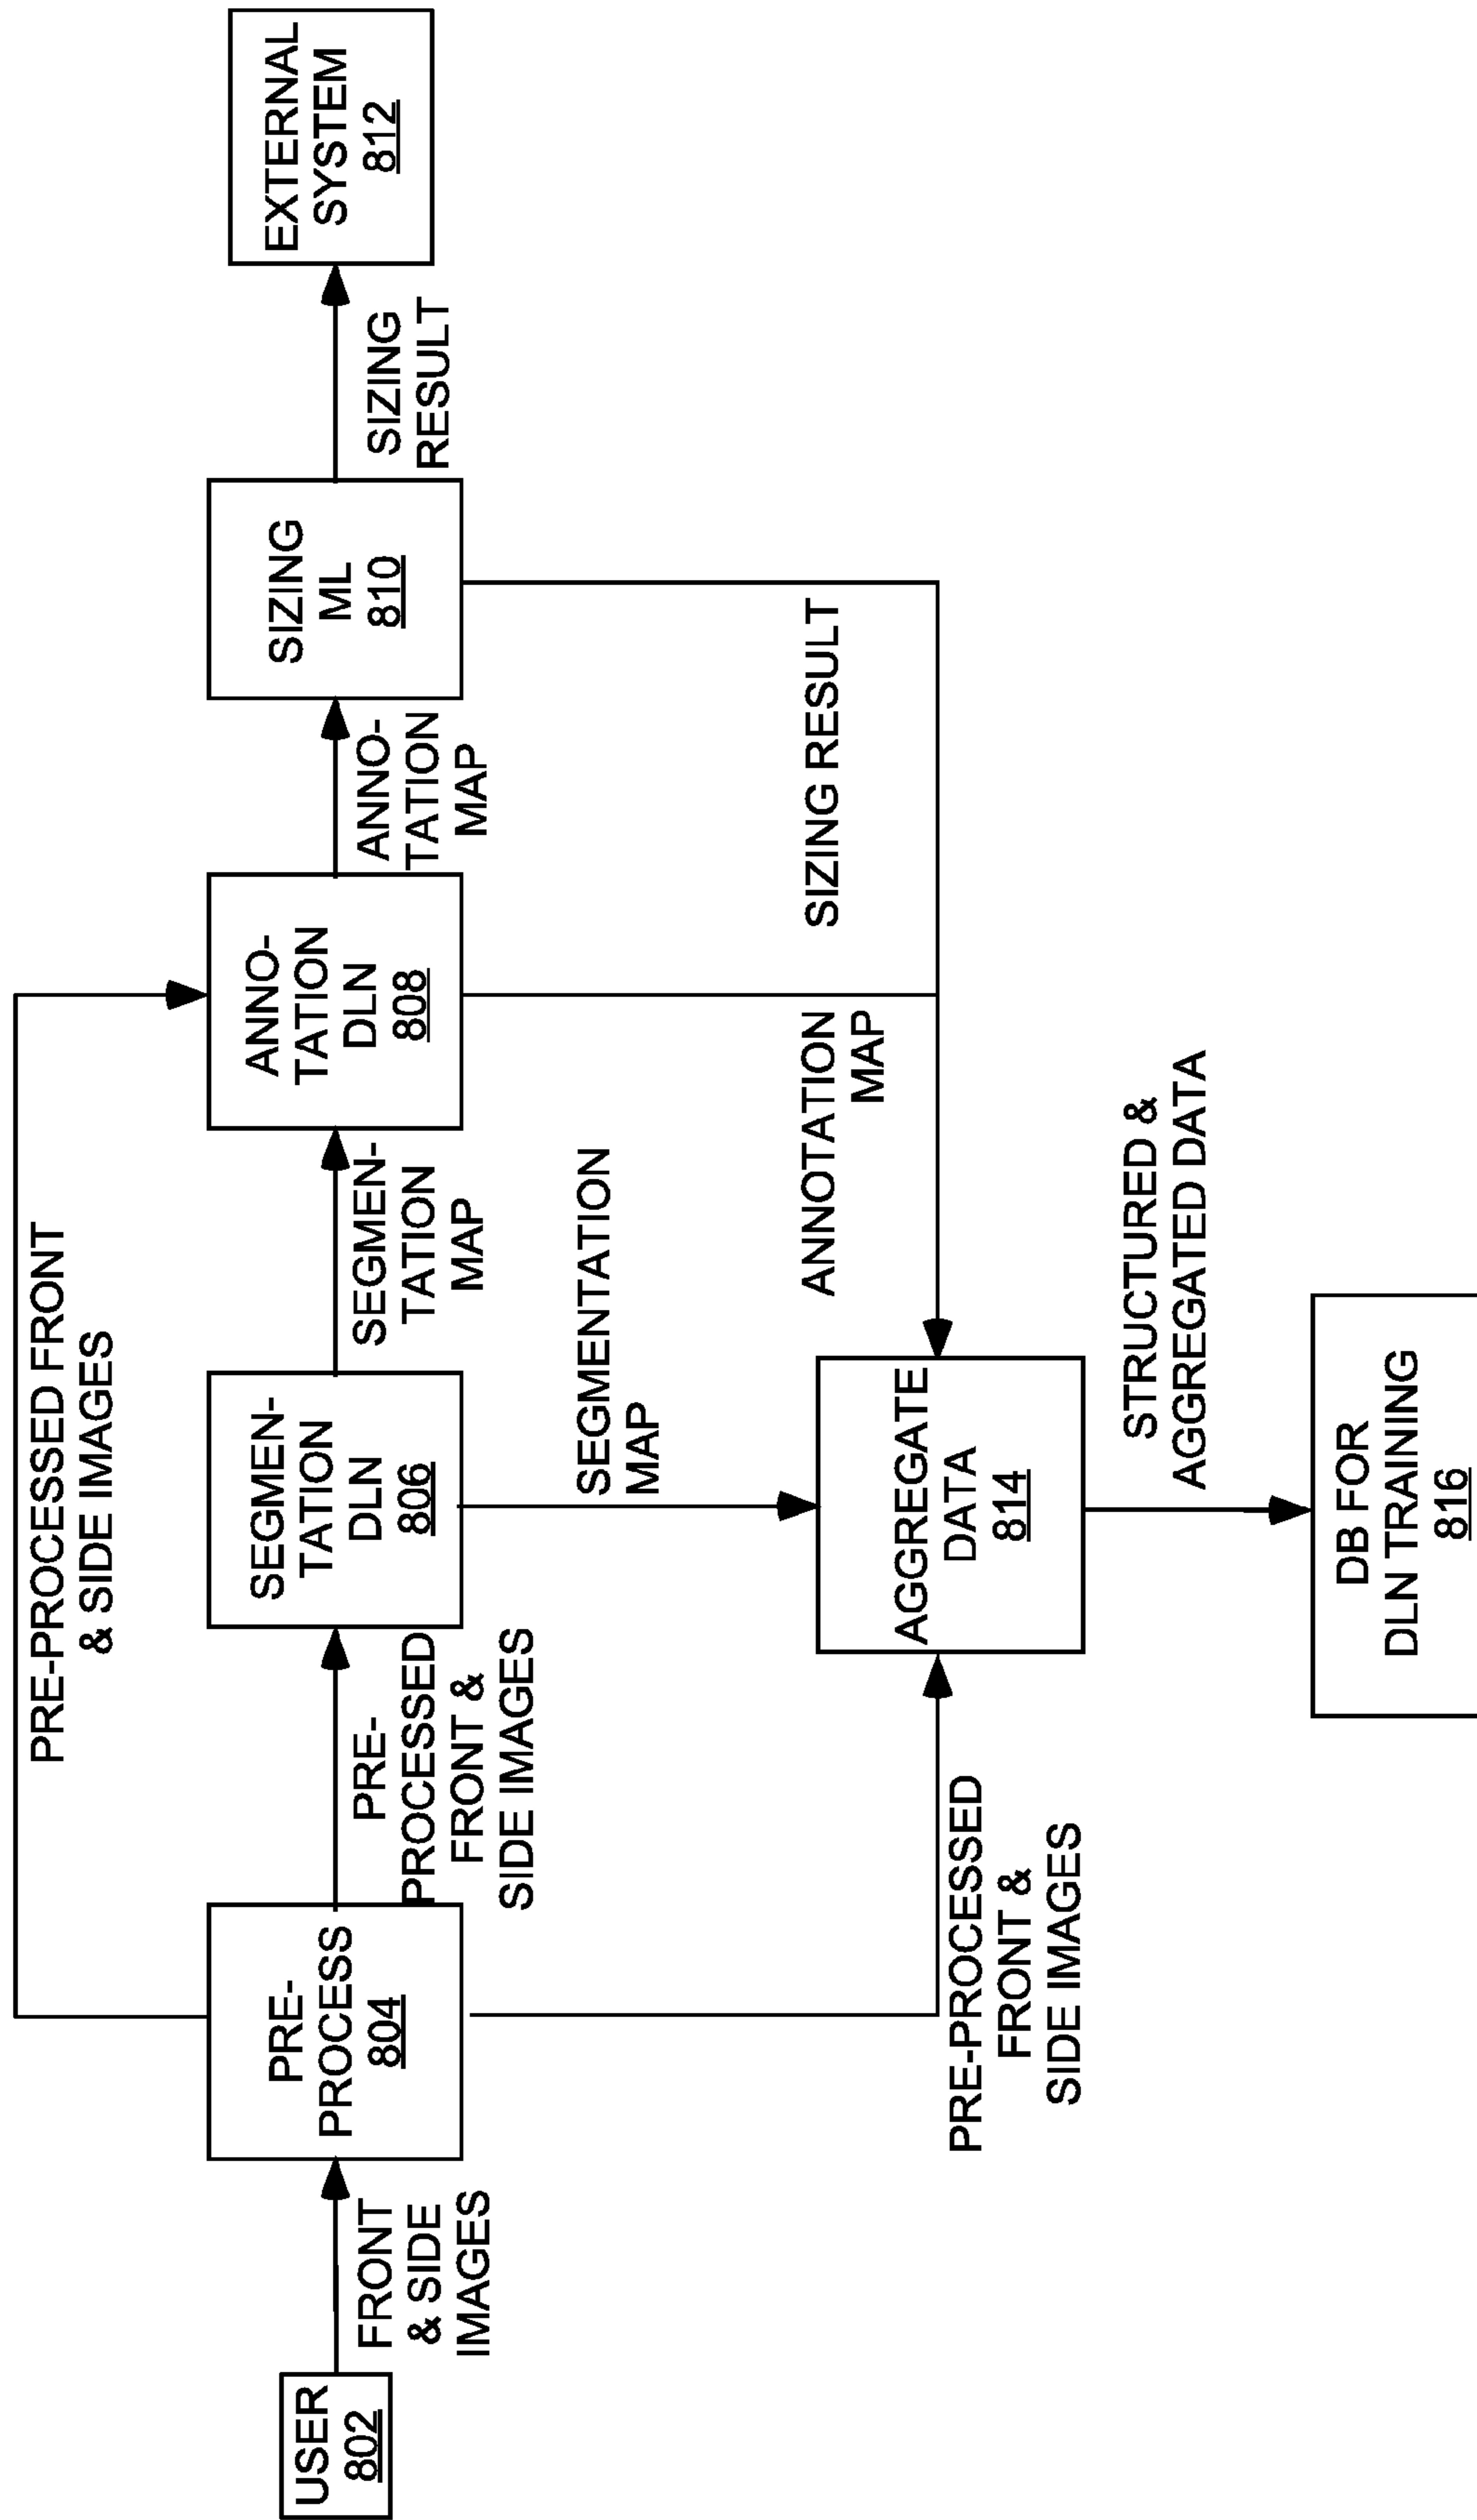 PRE-PROCESSED FRONT
& SIDE IMAGES
USER
802
FRONT
& SIDE
IMAGES
PRE-
PROCESS
804
PRE-
PROCESSED
FRONT &
SIDE IMAGES
SEGMEN-
TATION
DLN
806
SEGMEN-
TATION
MAP
ANNO-
TATION
DLN
808
ANNO-
TATION
MAP
SIZING
ML
810
SIZING
RESULT
EXTERNAL
SYSTEM
812
SEGMENTATION
MAP
ANNOTATION
MAP
SIZING RESULT
PRE-PROCESSED
FRONT &
SIDE IMAGES
AGGREGATE
DATA
814
STRUCTURED &
AGGREGATED DATA
DB FOR
DLN TRAINING
816